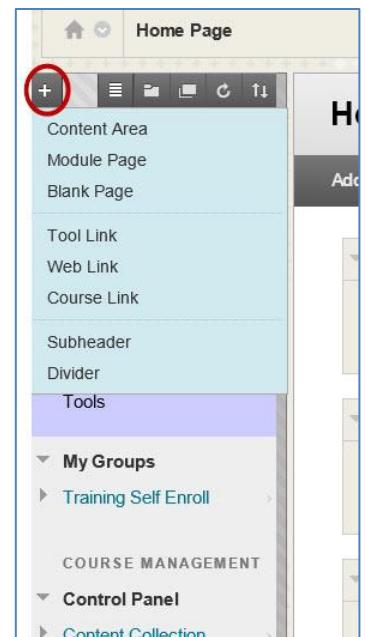 Home Page
Content Area
Module Page
Blank Page
Tool Link
Web Link
Course Link
Subheader
Divider
Tools
My Groups
Training Self Enroll
COURSE MANAGEMENT
Control Panel
Content Collection